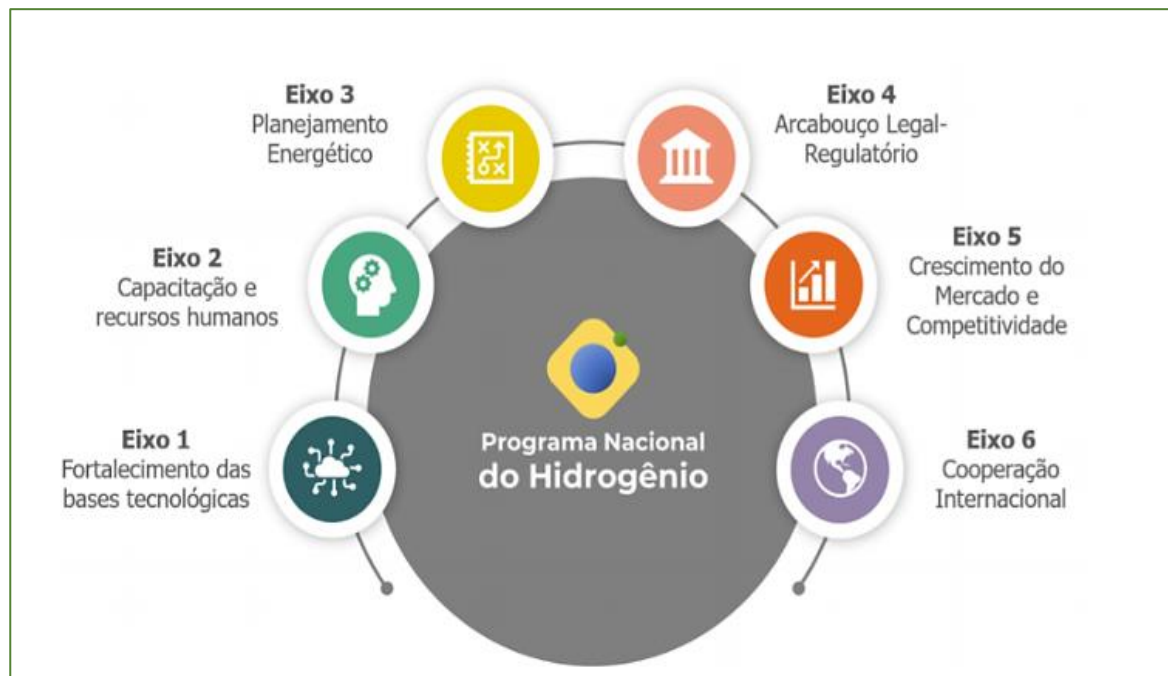 Eixo 1
Fortalecimento das
bases tecnológicas
Eixo 2
Capacitação e
recursos humanos
Eixo 3
Planejamento
Energético
Eixo 4
Arcabouço Legal-
Regulatório
Eixo 5
Crescimento do
Mercado e
Competitividade
Eixo 6
Cooperação
Internacional
Programa Nacional
do Hidrogênio